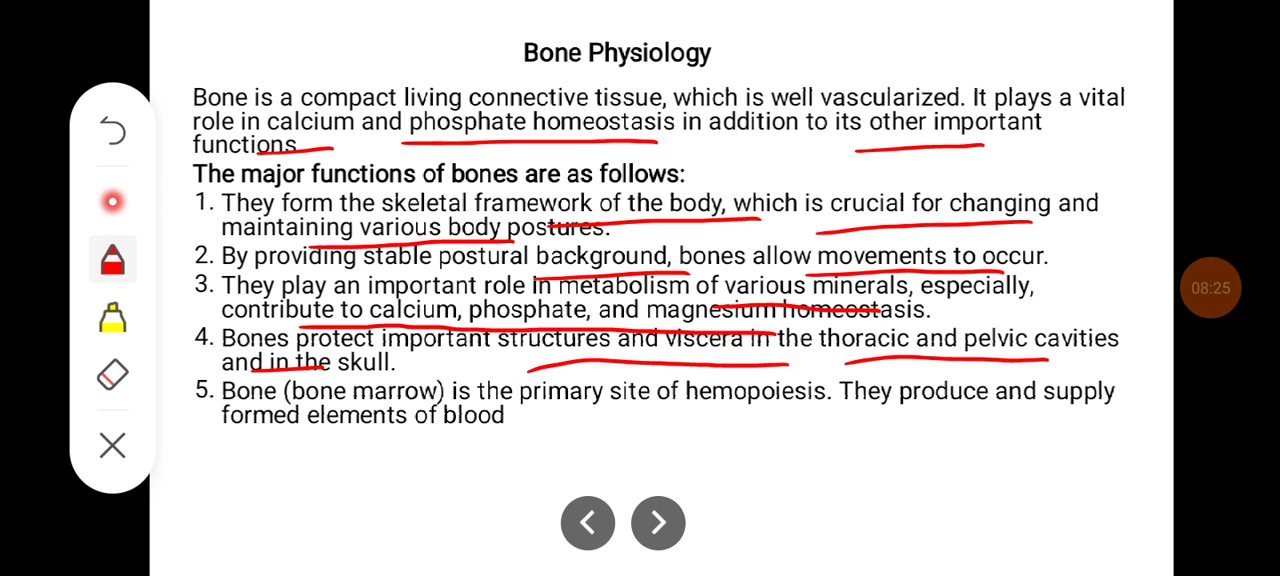 Bone Physiology
Bone is a compact living connective tissue, which is well vascularized. It plays a vital
role in calcium and phosphate homeostasis in addition to its other important
functions.
The major functions of bones are as follows:
1. They form the skeletal framework of the body, which is crucial for changing and
maintaining various body postures.
2. By providing stable postural background, bones allow movements to occur.
3. They play an important role in metabolism of various minerals, especially,
contribute to calcium, phosphate, and magnesium homeostasis.
4. Bones protect important structures and viscera in the thoracic and pelvic cavities
and in the skull.
5. Bone (bone marrow) is the primary site of hemopoiesis. They produce and supply
formed elements of blood
08:25